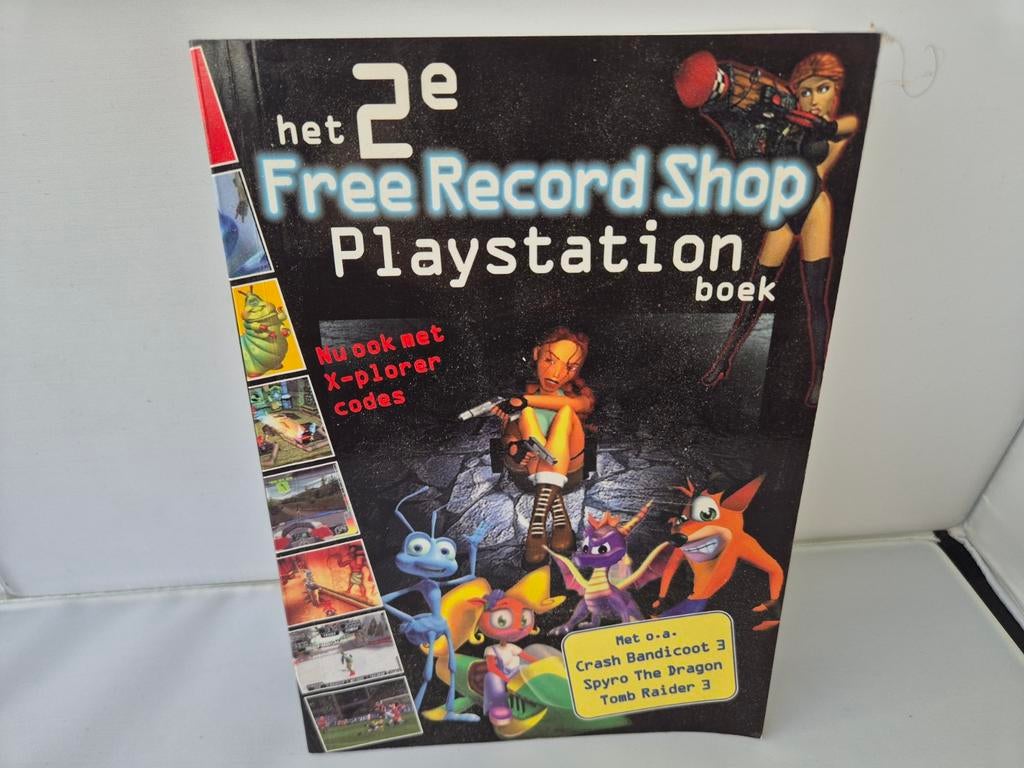 het 2e
Free Record Shop
Playstation
boek
Nu ook met
X-plorer
codes
Met o.a.
Crash Bandicoot 3
Spyro The Dragon
Tomb Raider 3